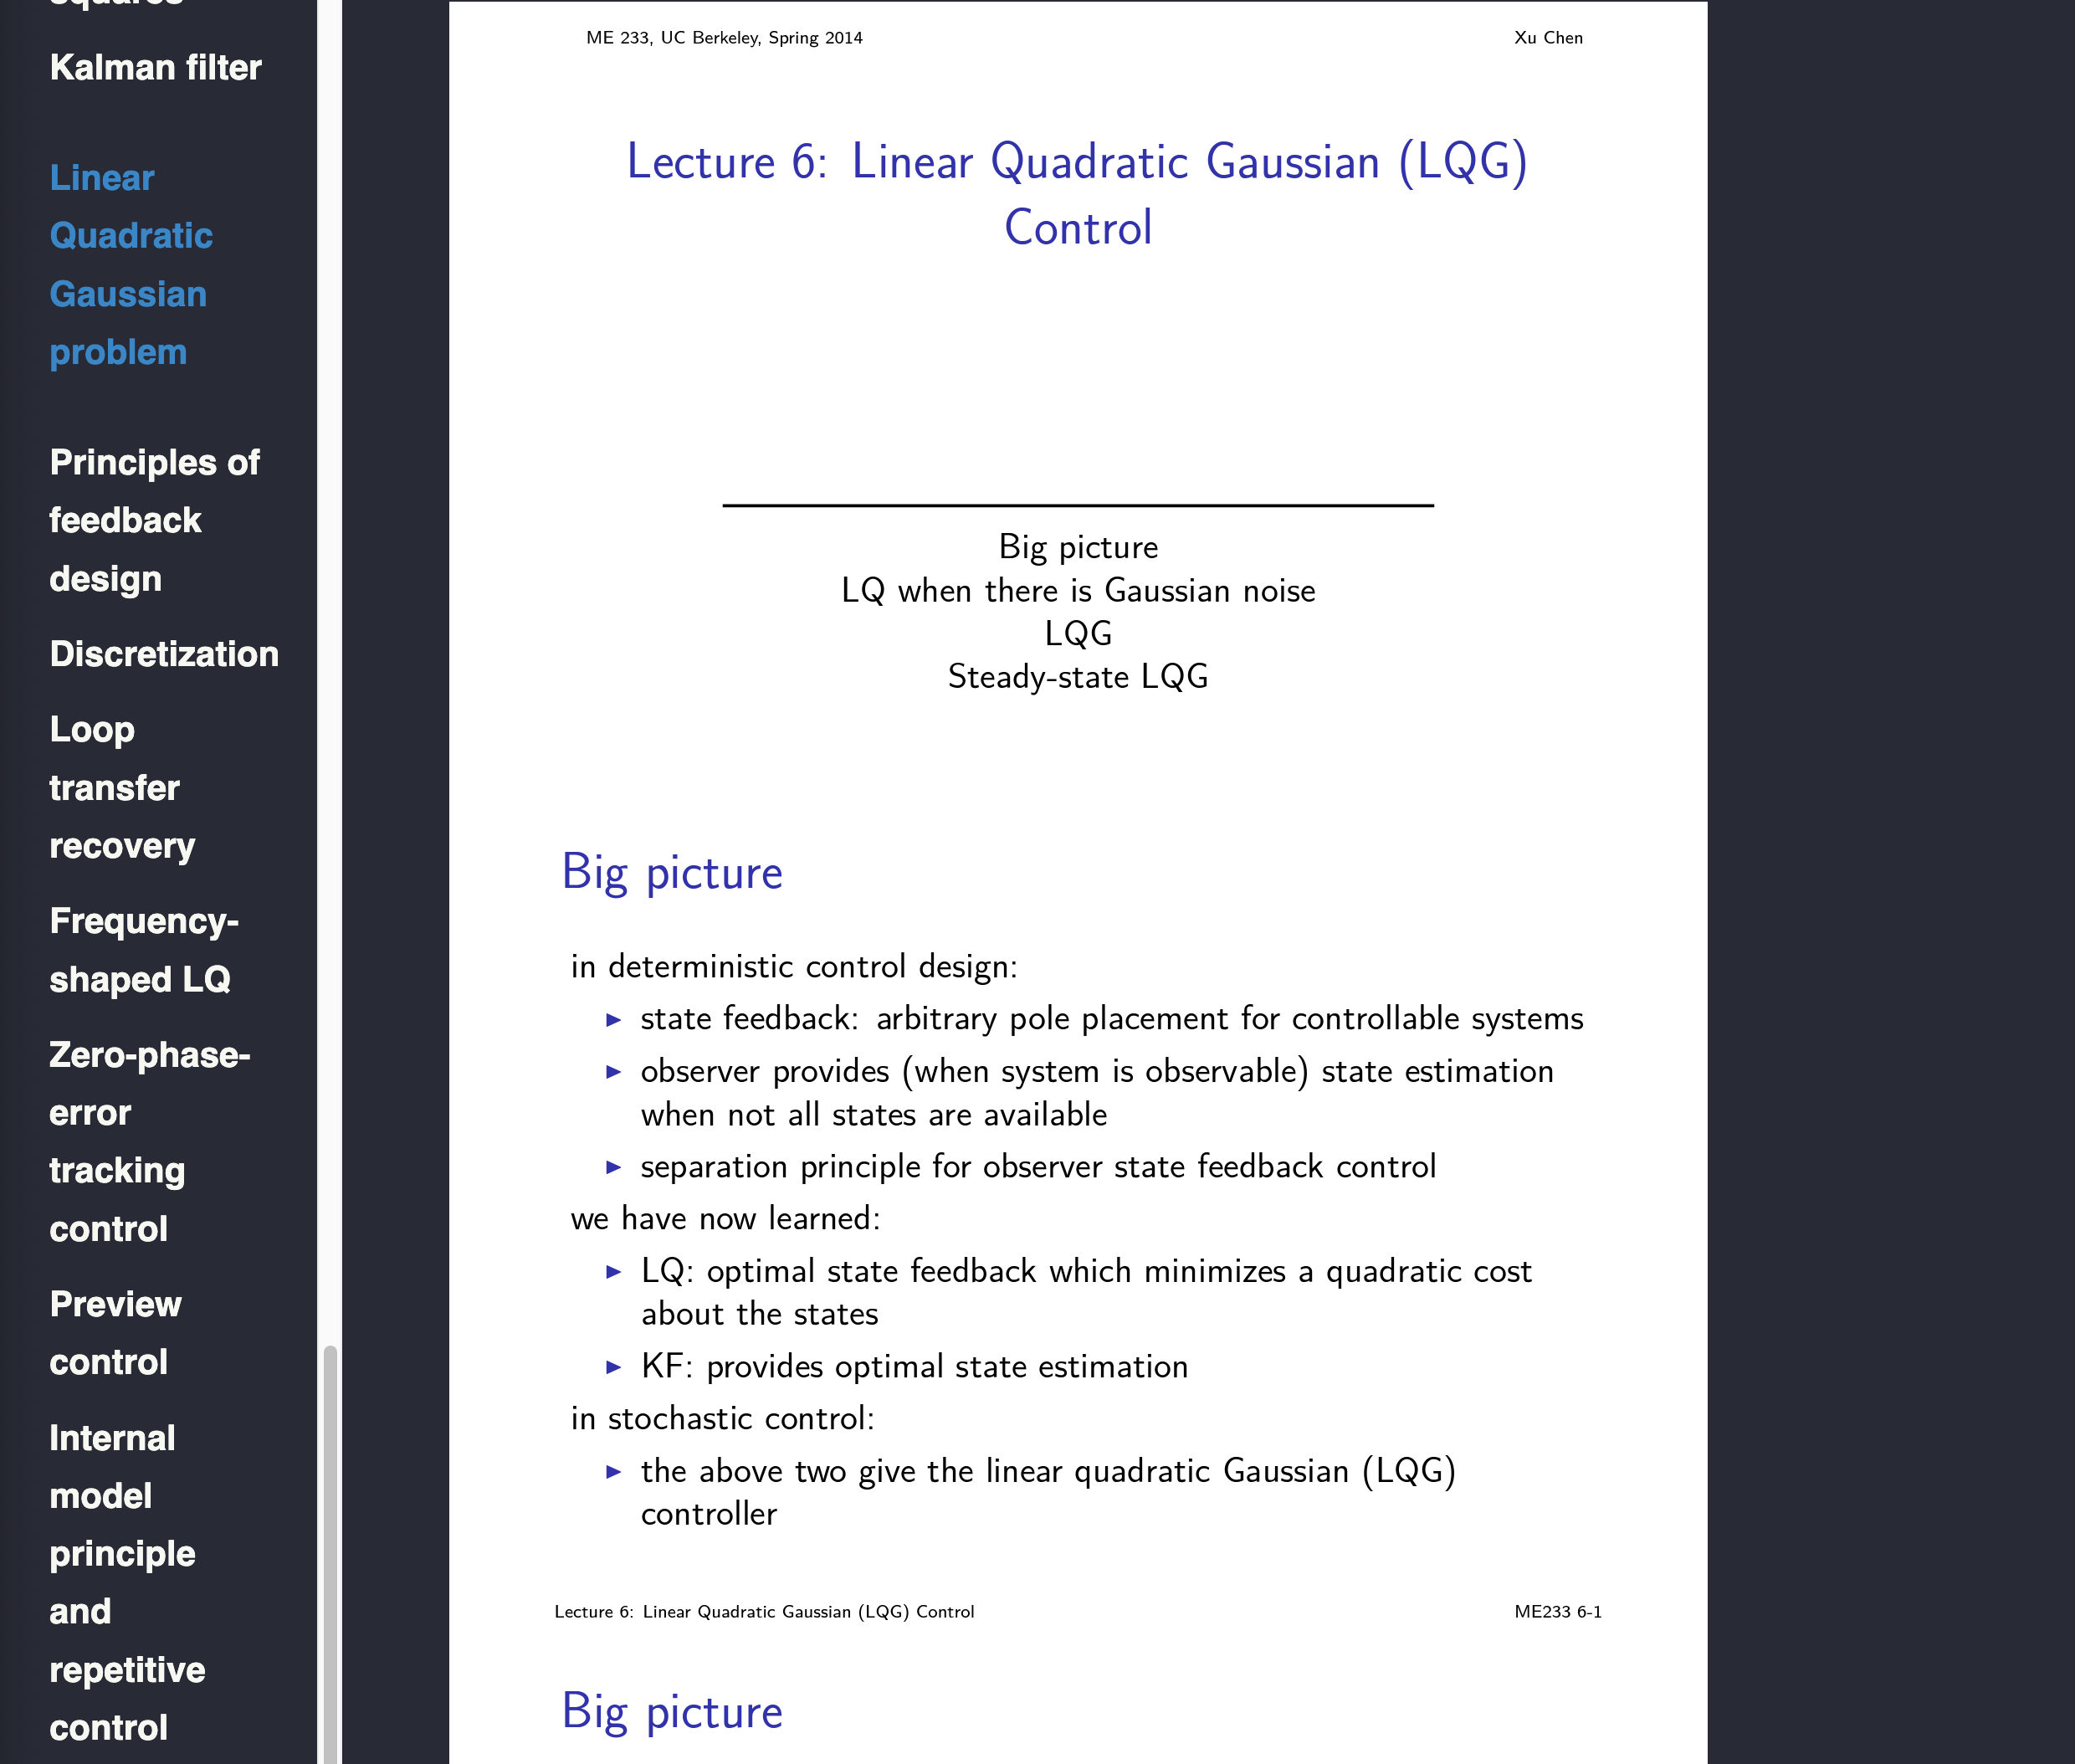 squares
Kalman filter
Linear
Quadratic
Gaussian
problem
Principles of
feedback
design
Discretization
Loop
transfer
recovery
Frequency-
shaped LQ
Zero-phase-
error
tracking
control
Preview
control
Internal
model
principle
and
repetitive
control
ME 233, UC Berkeley, Spring 2014
Xu Chen
Lecture 6: Linear Quadratic Gaussian (LQG)
Control
Big picture
LQ when there is Gaussian noise
LQG
Steady-state LQG
Big picture
in deterministic control design:
▶ state feedback: arbitrary pole placement for controllable systems
▶ observer provides (when system is observable) state estimation
when not all states are available
▶ separation principle for observer state feedback control
we have now learned:
▶ LQ: optimal state feedback which minimizes a quadratic cost
about the states
▶ KF: provides optimal state estimation
in stochastic control:
▶ the above two give the linear quadratic Gaussian (LQG)
controller
Lecture 6: Linear Quadratic Gaussian (LQG) Control
ME233 6-1
Big picture